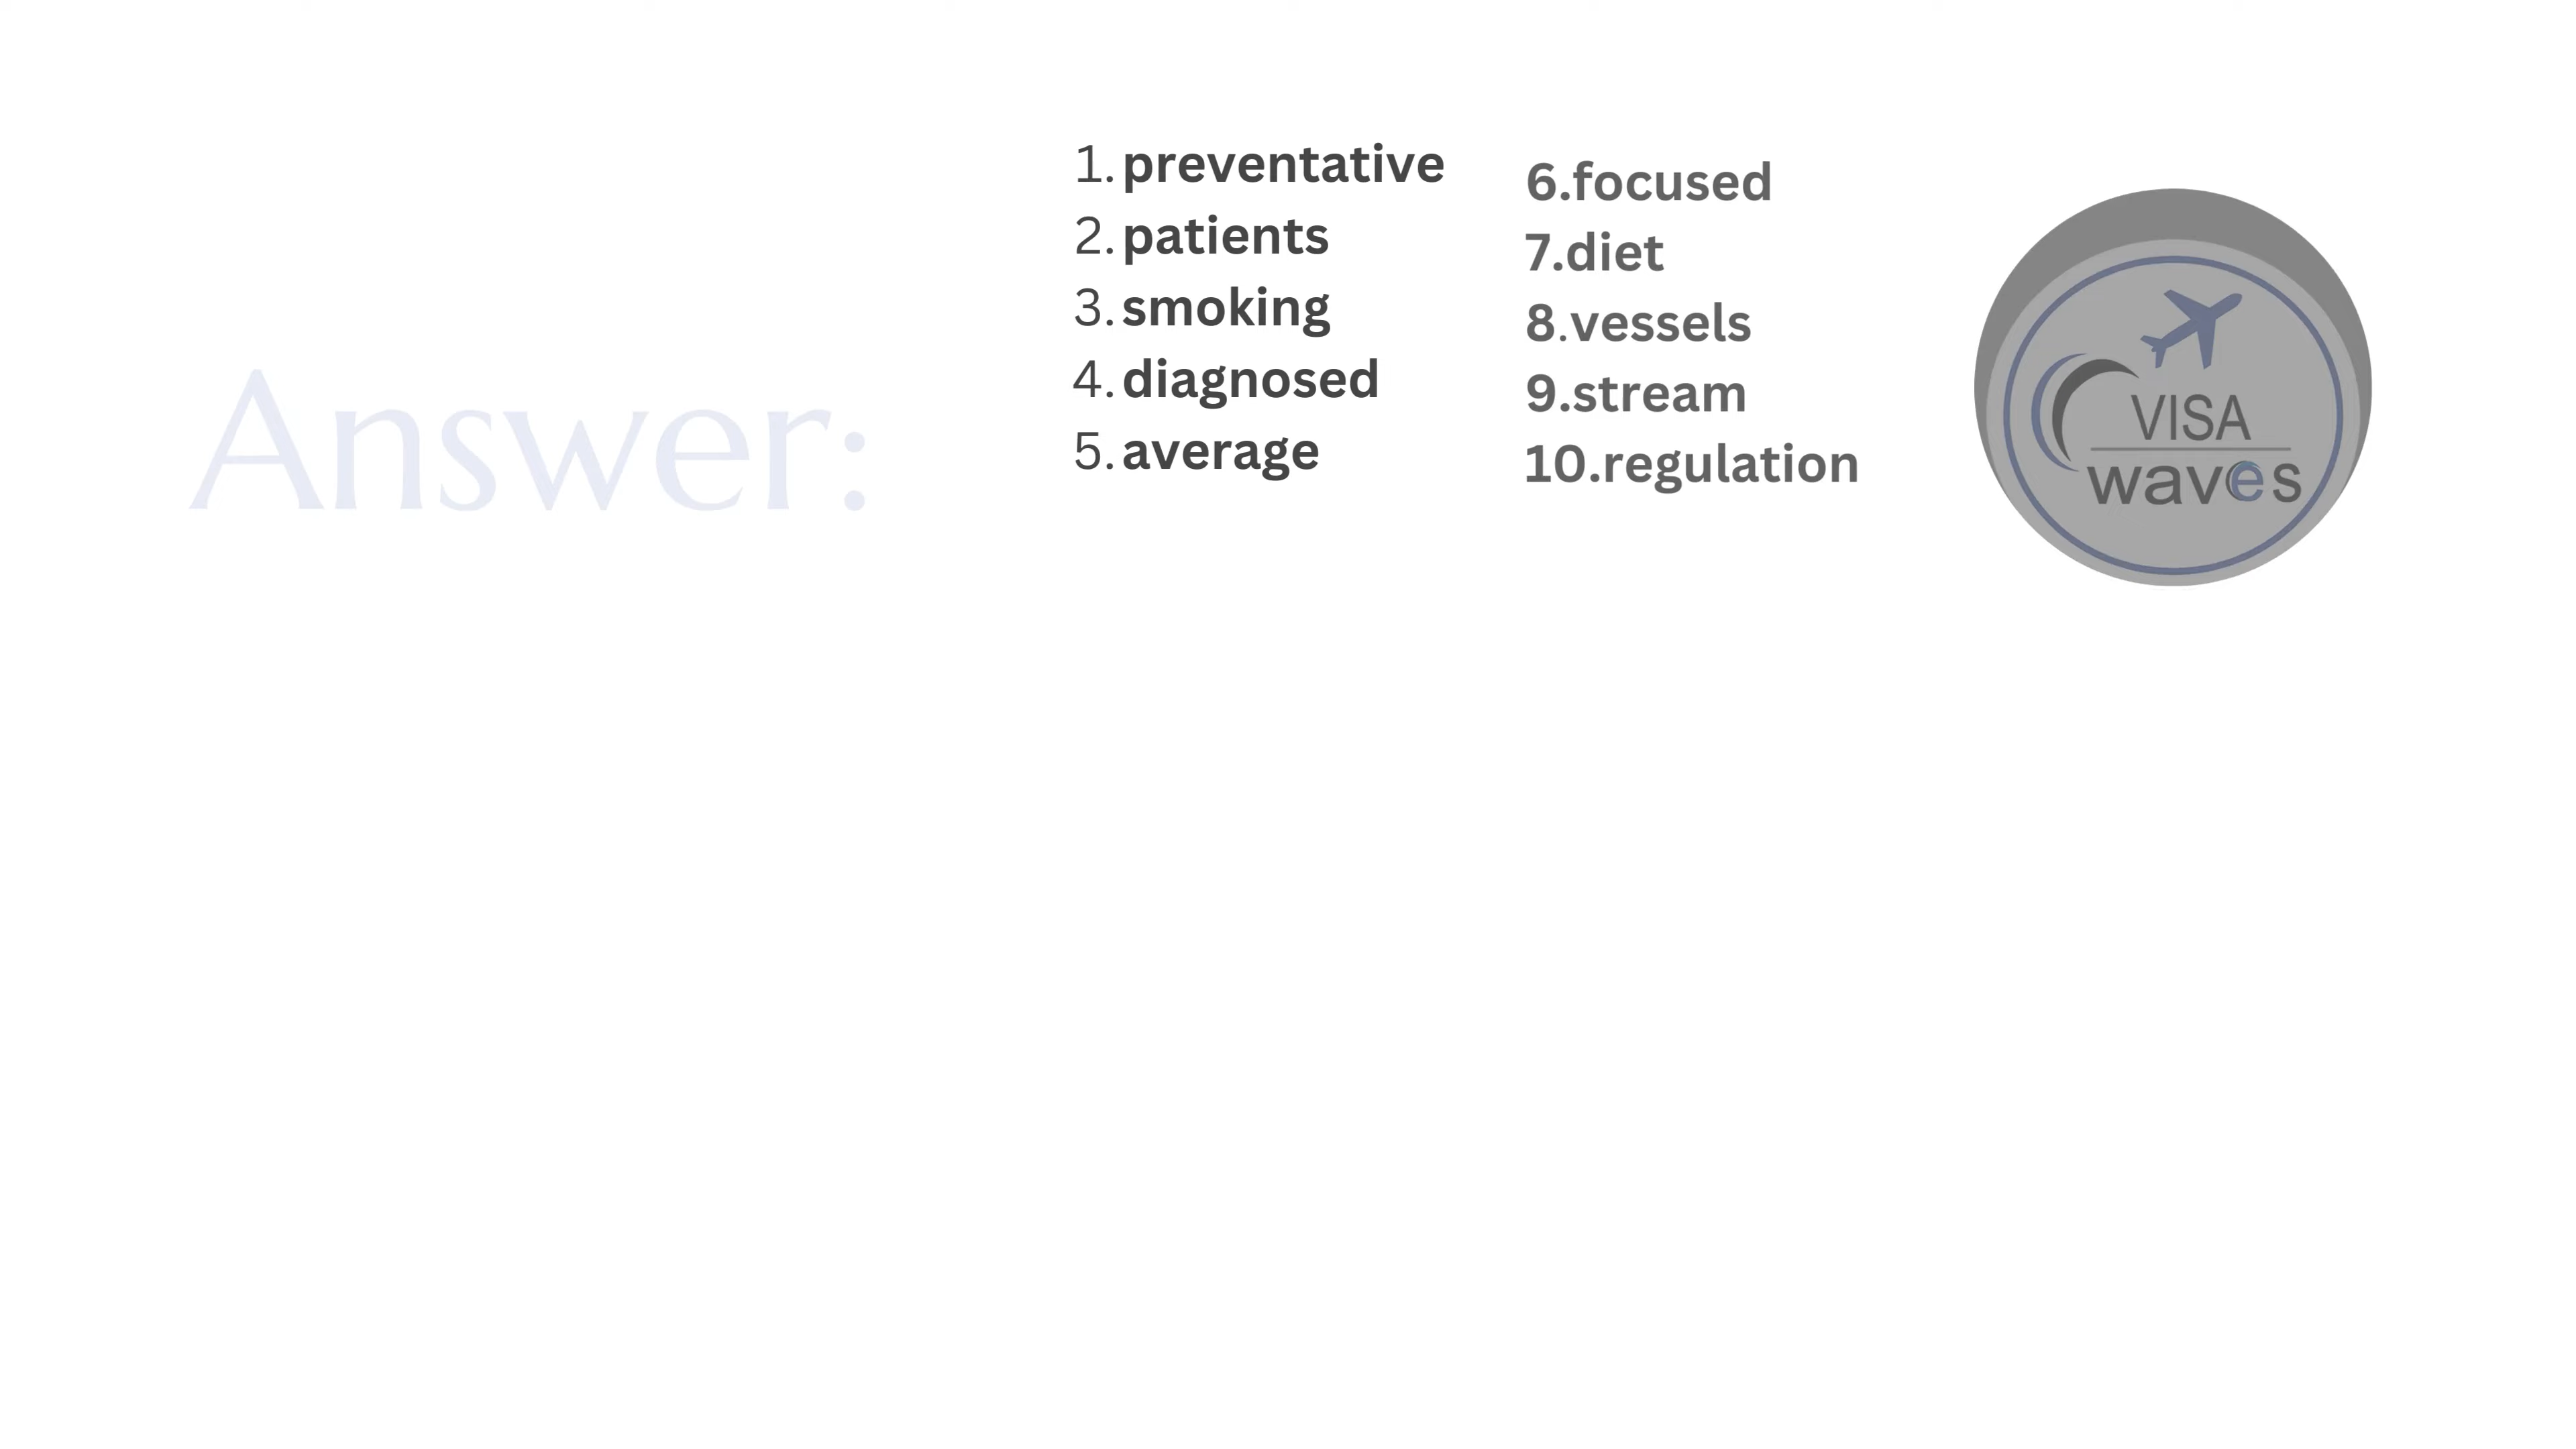 Answer:
1. preventative
2. patients
3. smoking
4. diagnosed
5. average
6.focused
7.diet
8.vessels
9.stream
10.regulation
VISA
waves